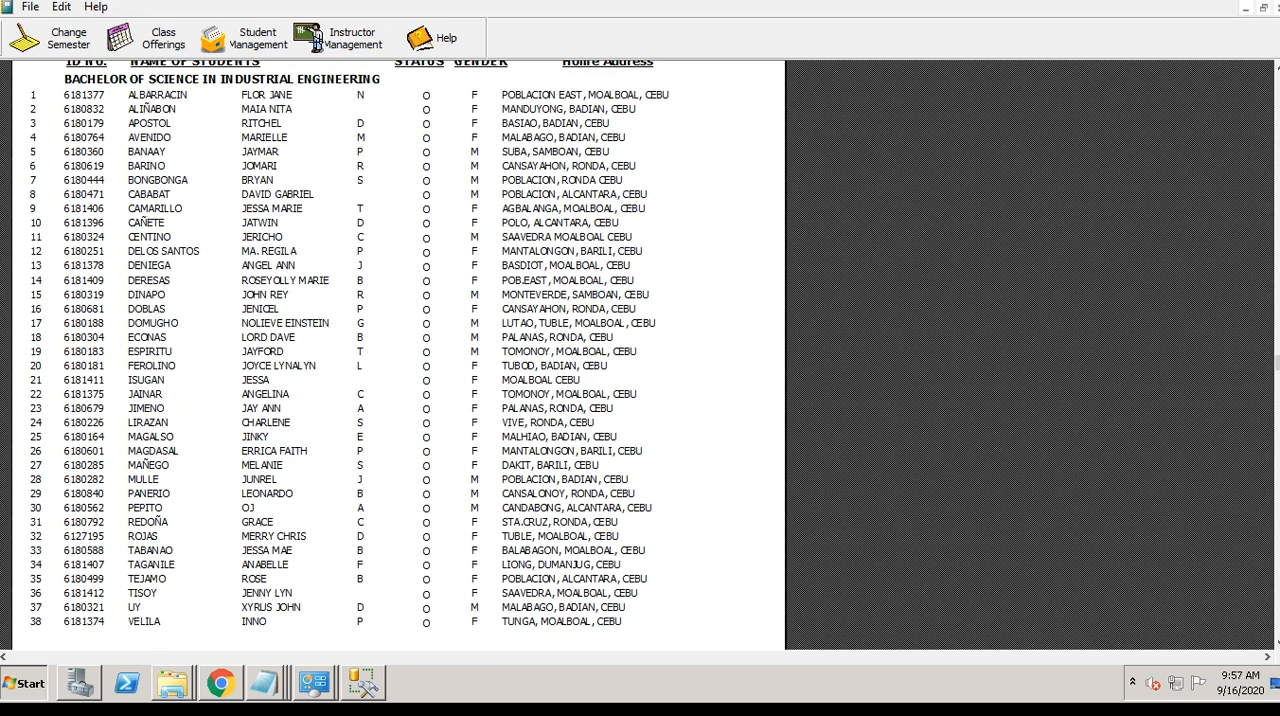 File Edit Help
Change Semester Class Offerings Student Management Instructor Management Help
ID No. NAME OF STUDENTS STATUS GENDER Home Address
BACHELOR OF SCIENCE IN INDUSTRIAL ENGINEERING
1 6181377 ALBARRACIN FLOR JANE N O F POBLACION EAST, MOALBOAL, CEBU
2 6180832 ALIÑABON MAIA NITA O F MANDUYONG, BADIAN, CEBU
3 6180179 APOSTOL RITCHEL D O F BASIAO, BADIAN, CEBU
4 6180764 AVENIDO MARIELLE M O F MALABAGO, BADIAN, CEBU
5 6180360 BANAAY JAYMAR P O M SUBA, SAMBOAN, CEBU
6 6180619 BARINO JOMARI R O M CANSAYAHON, RONDA, CEBU
7 6180444 BONGBONGA BRYAN S O M POBLACION, RONDA CEBU
8 6180471 CABABAT DAVID GABRIEL O M POBLACION, ALCANTARA, CEBU
9 6181406 CAMARILLO JESSA MARIE T O F AGBALANGA, MOALBOAL, CEBU
10 6181396 CAÑETE JATWIN D O F POLO, ALCANTARA, CEBU
11 6180324 CENTINO JERICHO C O M SAAVEDRA MOALBOAL CEBU
12 6180251 DELOS SANTOS MA. REGILA P O F MANTALONGON, BARILI, CEBU
13 6181378 DENIEGA ANGEL ANN J O F BASDIOT, MOALBOAL, CEBU
14 6181409 DERESAS ROSEYOLLY MARIE B O F POB.EAST, MOALBOAL, CEBU
15 6180319 DINAPO JOHN REY R O M MONTEVERDE, SAMBOAN, CEBU
16 6180681 DOBLAS JENICEL P O F CANSAYAHON, RONDA, CEBU
17 6180188 DOMUGHO NOLIEVE EINSTEIN G O M LUTAO, TUBLE, MOALBOAL, CEBU
18 6180304 ECONAS LORD DAVE B O M PALANAS, RONDA, CEBU
19 6180183 ESPIRITU JAYFORD T O M TOMONOY, MOALBOAL, CEBU
20 6180181 FEROLINO JOYCE LYNALYN L O F TUBOD, BADIAN, CEBU
21 6181411 ISUGAN JESSA O F MOALBOAL CEBU
22 6181375 JAINAR ANGELINA C O F TOMONOY, MOALBOAL, CEBU
23 6180679 JIMENO JAY ANN A O F PALANAS, RONDA, CEBU
24 6180226 LIRAZAN CHARLENE S O F VIVE, RONDA, CEBU
25 6180164 MAGALSO JINKY E O F MALHIAO, BADIAN, CEBU
26 6180601 MAGDASAL ERRICA FAITH P O F MANTALONGON, BARILI, CEBU
27 6180285 MAÑEGO MELANIE S O F DAKIT, BARILI, CEBU
28 6180282 MULLE JUNREL J O M POBLACION, BADIAN, CEBU
29 6180840 PANERIO LEONARDO B O M CANSALONOY, RONDA, CEBU
30 6180562 PEPITO OJ A O M CANDABONG, ALCANTARA, CEBU
31 6180792 REDOÑA GRACE C O F STA.CRUZ, RONDA, CEBU
32 6127195 ROJAS MERRY CHRIS D O F TUBLE, MOALBOAL, CEBU
33 6180588 TABANAO JESSA MAE B O F BALABAGON, MOALBOAL, CEBU
34 6181407 TAGANILE ANABELLE F O F LIONG, DUMANJUG, CEBU
35 6180499 TEJAMO ROSE B O F POBLACION, ALCANTARA, CEBU
36 6181412 TISOY JENNY LYN O F SAAVEDRA, MOALBOAL, CEBU
37 6180321 UY XYRUS JOHN D O M MALABAGO, BADIAN, CEBU
38 6181374 VELILA INNO P O F TUNGA, MOALBOAL, CEBU
Start 9:57 AM
9/16/2020